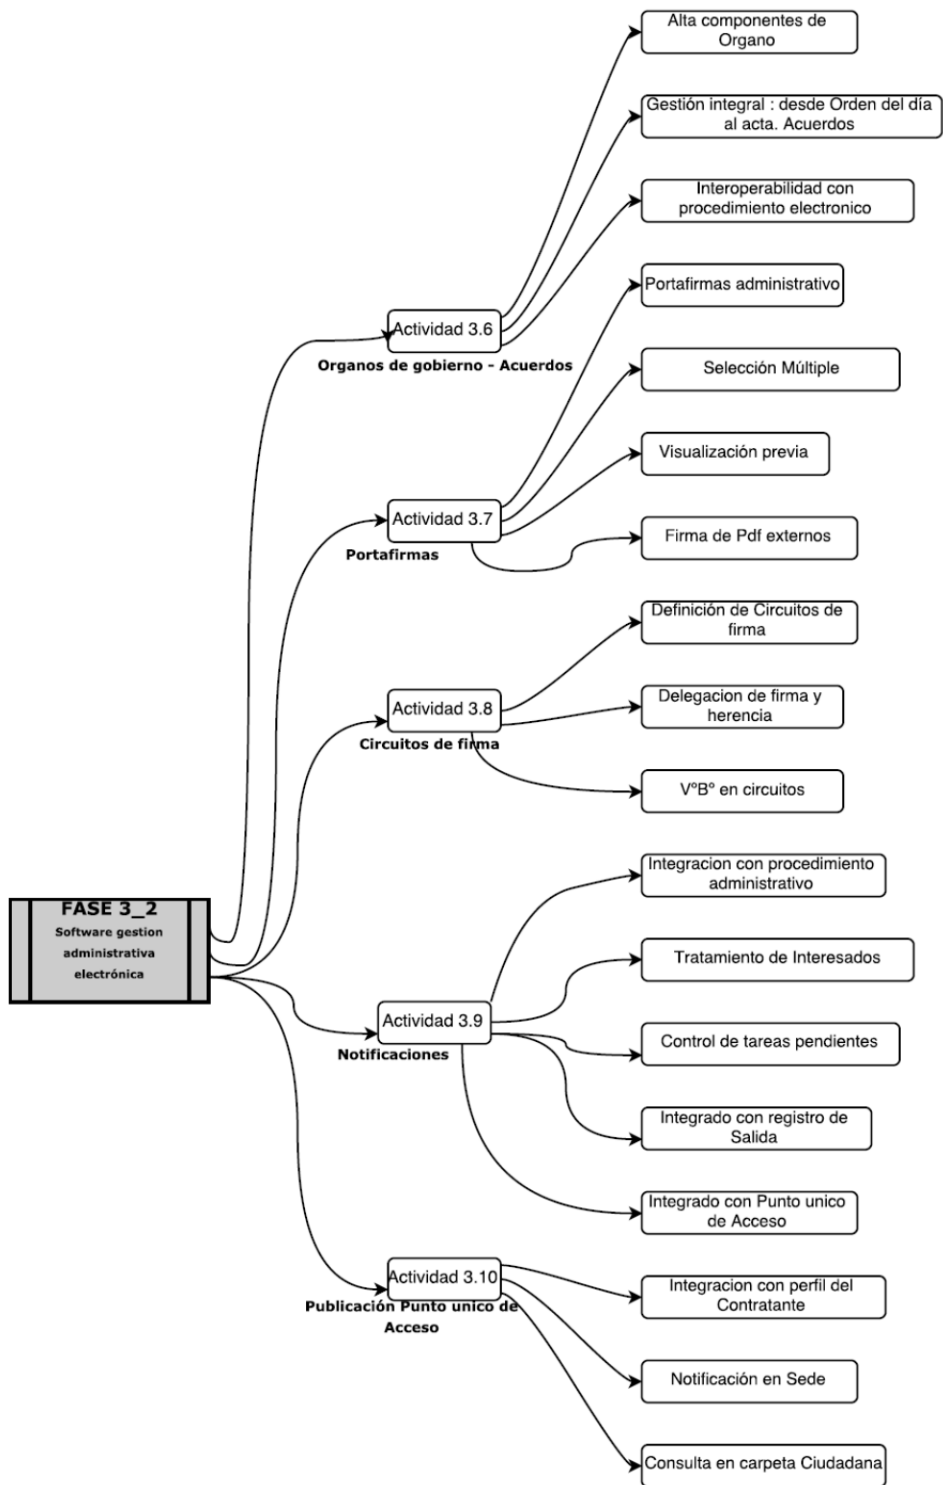 Alta componentes de
Organo
Gestión integral : desde Orden del día
al acta. Acuerdos
Interoperabilidad con
procedimiento electronico
Portafirmas administrativo
Actividad 3.6
Organos de gobierno - Acuerdos
Selección Múltiple
Visualización previa
Actividad 3.7
Portafirmas
Firma de Pdf externos
Definición de Circuitos de
firma
Delegacion de firma y
herencia
Actividad 3.8
Circuitos de firma
VºBº en circuitos
Integracion con procedimiento
administrativo
FASE 3_2
Software gestion
administrativa
electrónica
Tratamiento de Interesados
Actividad 3.9
Notificaciones
Control de tareas pendientes
Integrado con registro de
Salida
Integrado con Punto unico
de Acceso
Actividad 3.10
Publicación Punto unico de
Acceso
Integracion con perfil del
Contratante
Notificación en Sede
Consulta en carpeta Ciudadana